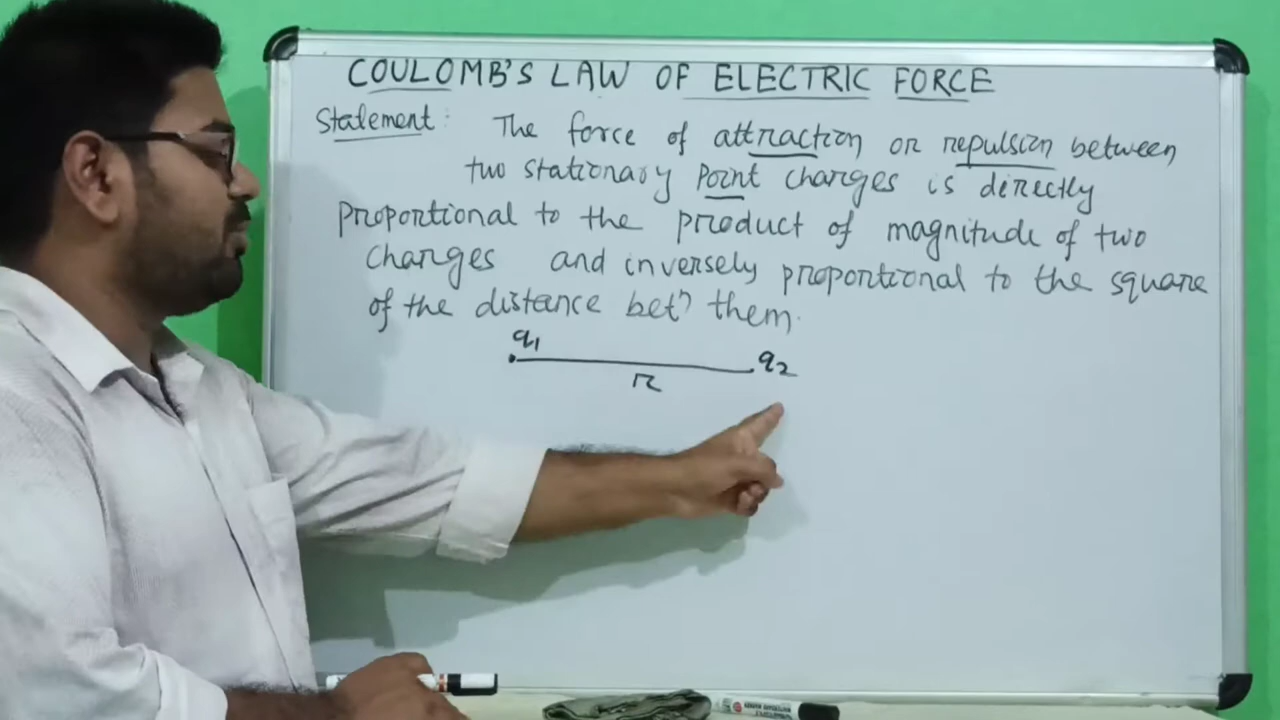 COULOMB'S LAW OF ELECTRIC FORCE
Statement: The force of attraction or repulsion between
two stationary point charges is directly
proportional to the product of magnitude of two
charges and inversely proportional to the square
of the distance betn them.
q1
q2
r